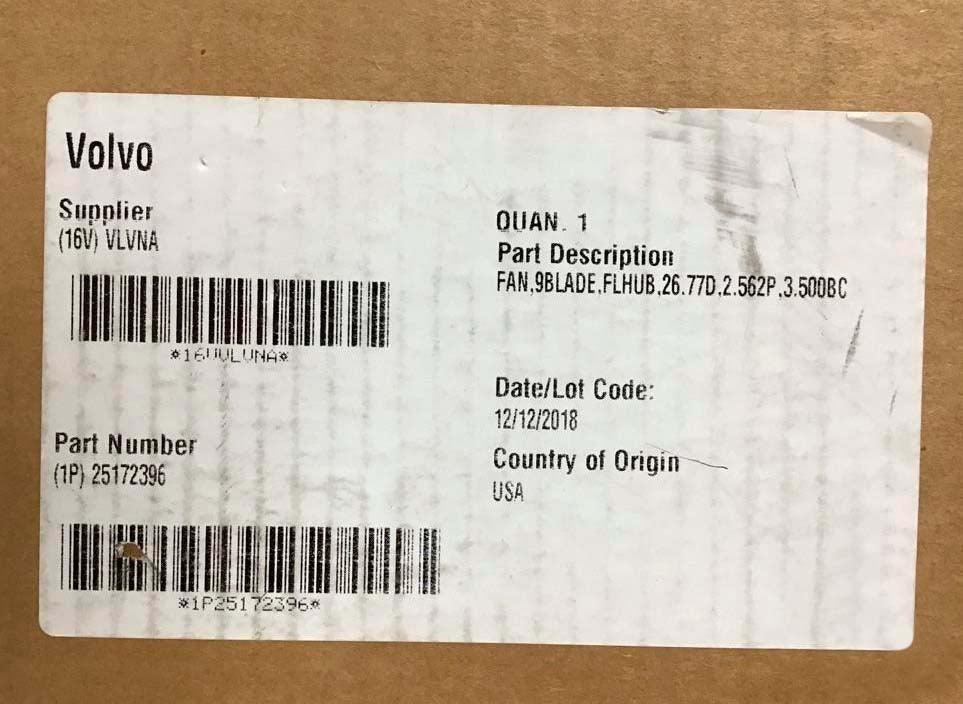 Volvo
Supplier
(16V) VLVNA
*16VVLVNA*
Part Number
(1P) 25172396
*1P25172396*
QUAN. 1
Part Description
FAN,9BLADE,FLHUB,26.77D,2.562P,3.500BC
Date/Lot Code:
12/12/2018
Country of Origin
USA